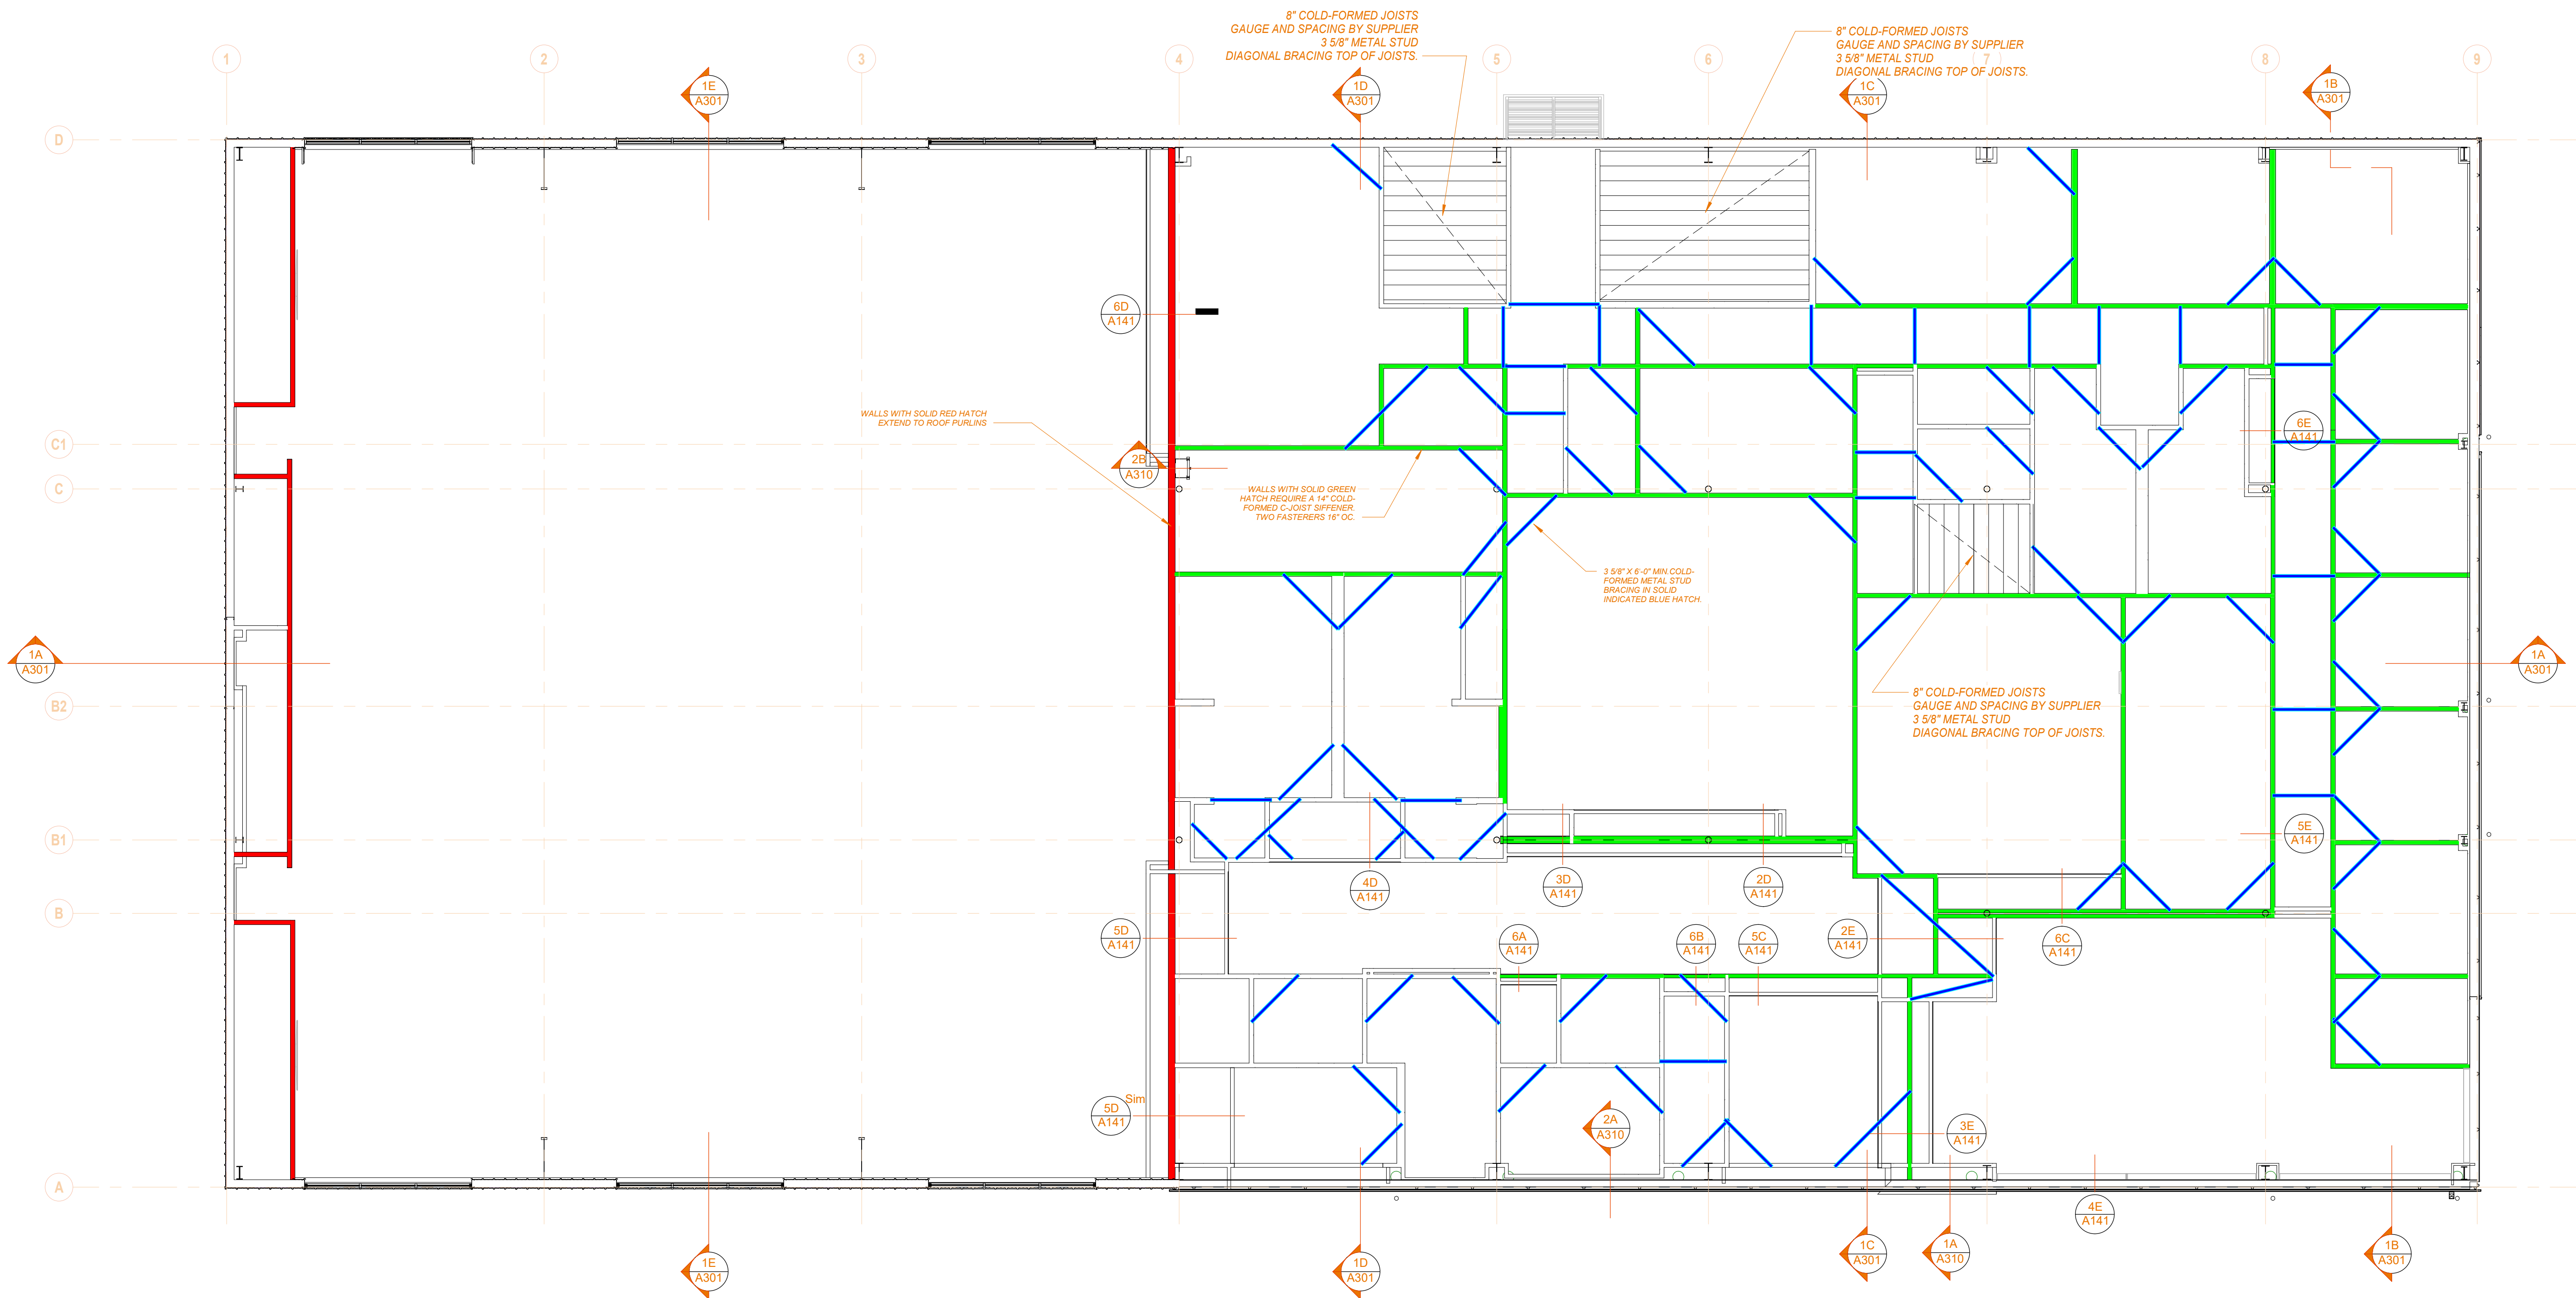 8" COLD-FORMED JOISTS
GAUGE AND SPACING BY SUPPLIER
3 5/8" METAL STUD
DIAGONAL BRACING TOP OF JOISTS.
8" COLD-FORMED JOISTS
GAUGE AND SPACING BY SUPPLIER
3 5/8" METAL STUD
DIAGONAL BRACING TOP OF JOISTS.
1
2
3
4
5
6
7
8
9
1E
A301
1D
A301
1C
A301
1B
A301
D
6D
A141
WALLS WITH SOLID RED HATCH
EXTEND TO ROOF PURLINS
C1
6E
A141
2B
A310
C
WALLS WITH SOLID GREEN
HATCH REQUIRE A 14" COLD-
FORMED C-JOIST SIFFENER.
TWO FASTERERS 16" OC.
3 5/8" X 6'-0" MIN.COLD-
FORMED METAL STUD
BRACING IN SOLID
INDICATED BLUE HATCH.
1A
A301
1A
A301
8" COLD-FORMED JOISTS
GAUGE AND SPACING BY SUPPLIER
3 5/8" METAL STUD
DIAGONAL BRACING TOP OF JOISTS.
B2
B1
5E
A141
4D
A141
3D
A141
2D
A141
B
5D
A141
6A
A141
6B
A141
5C
A141
2E
A141
6C
A141
Sim
5D
A141
2A
A310
3E
A141
A
4E
A141
1E
A301
1D
A301
1C
A301
1A
A310
1B
A301